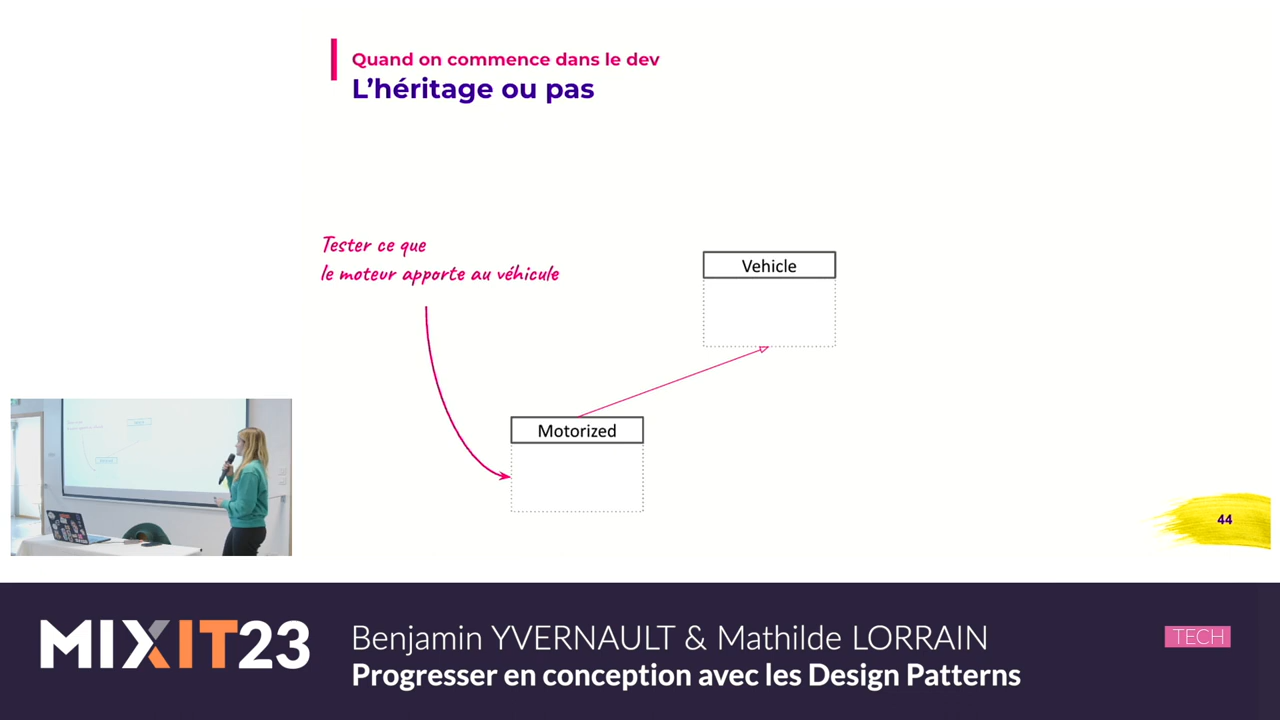 Quand on commence dans le dev
L'héritage ou pas
Tester ce que
le moteur apporte au véhicule
Vehicle
Motorized
44
MIXIT23
Benjamin YVERNAULT & Mathilde LORRAIN
TECH
Progresser en conception avec les Design Patterns